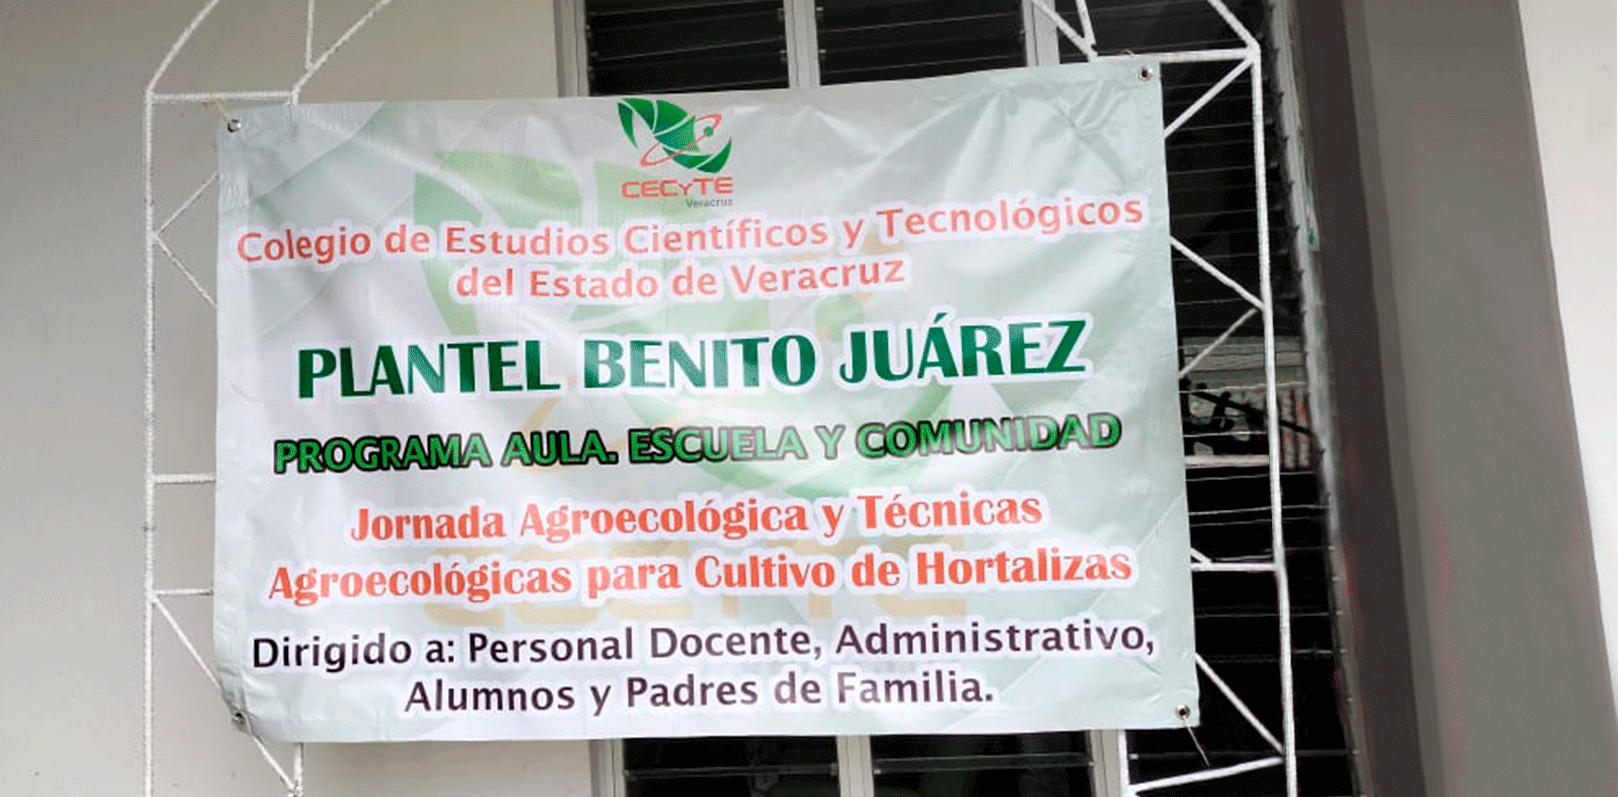 CECyTE
Veracruz
Colegio de Estudios Científicos y Tecnológicos
del Estado de Veracruz
PLANTEL BENITO JUÁREZ
PROGRAMA AULA. ESCUELA Y COMUNIDAD
Jornada Agroecológica y Técnicas
Agroecológicas para Cultivo de Hortalizas
Dirigido a: Personal Docente, Administrativo,
Alumnos y Padres de Familia.